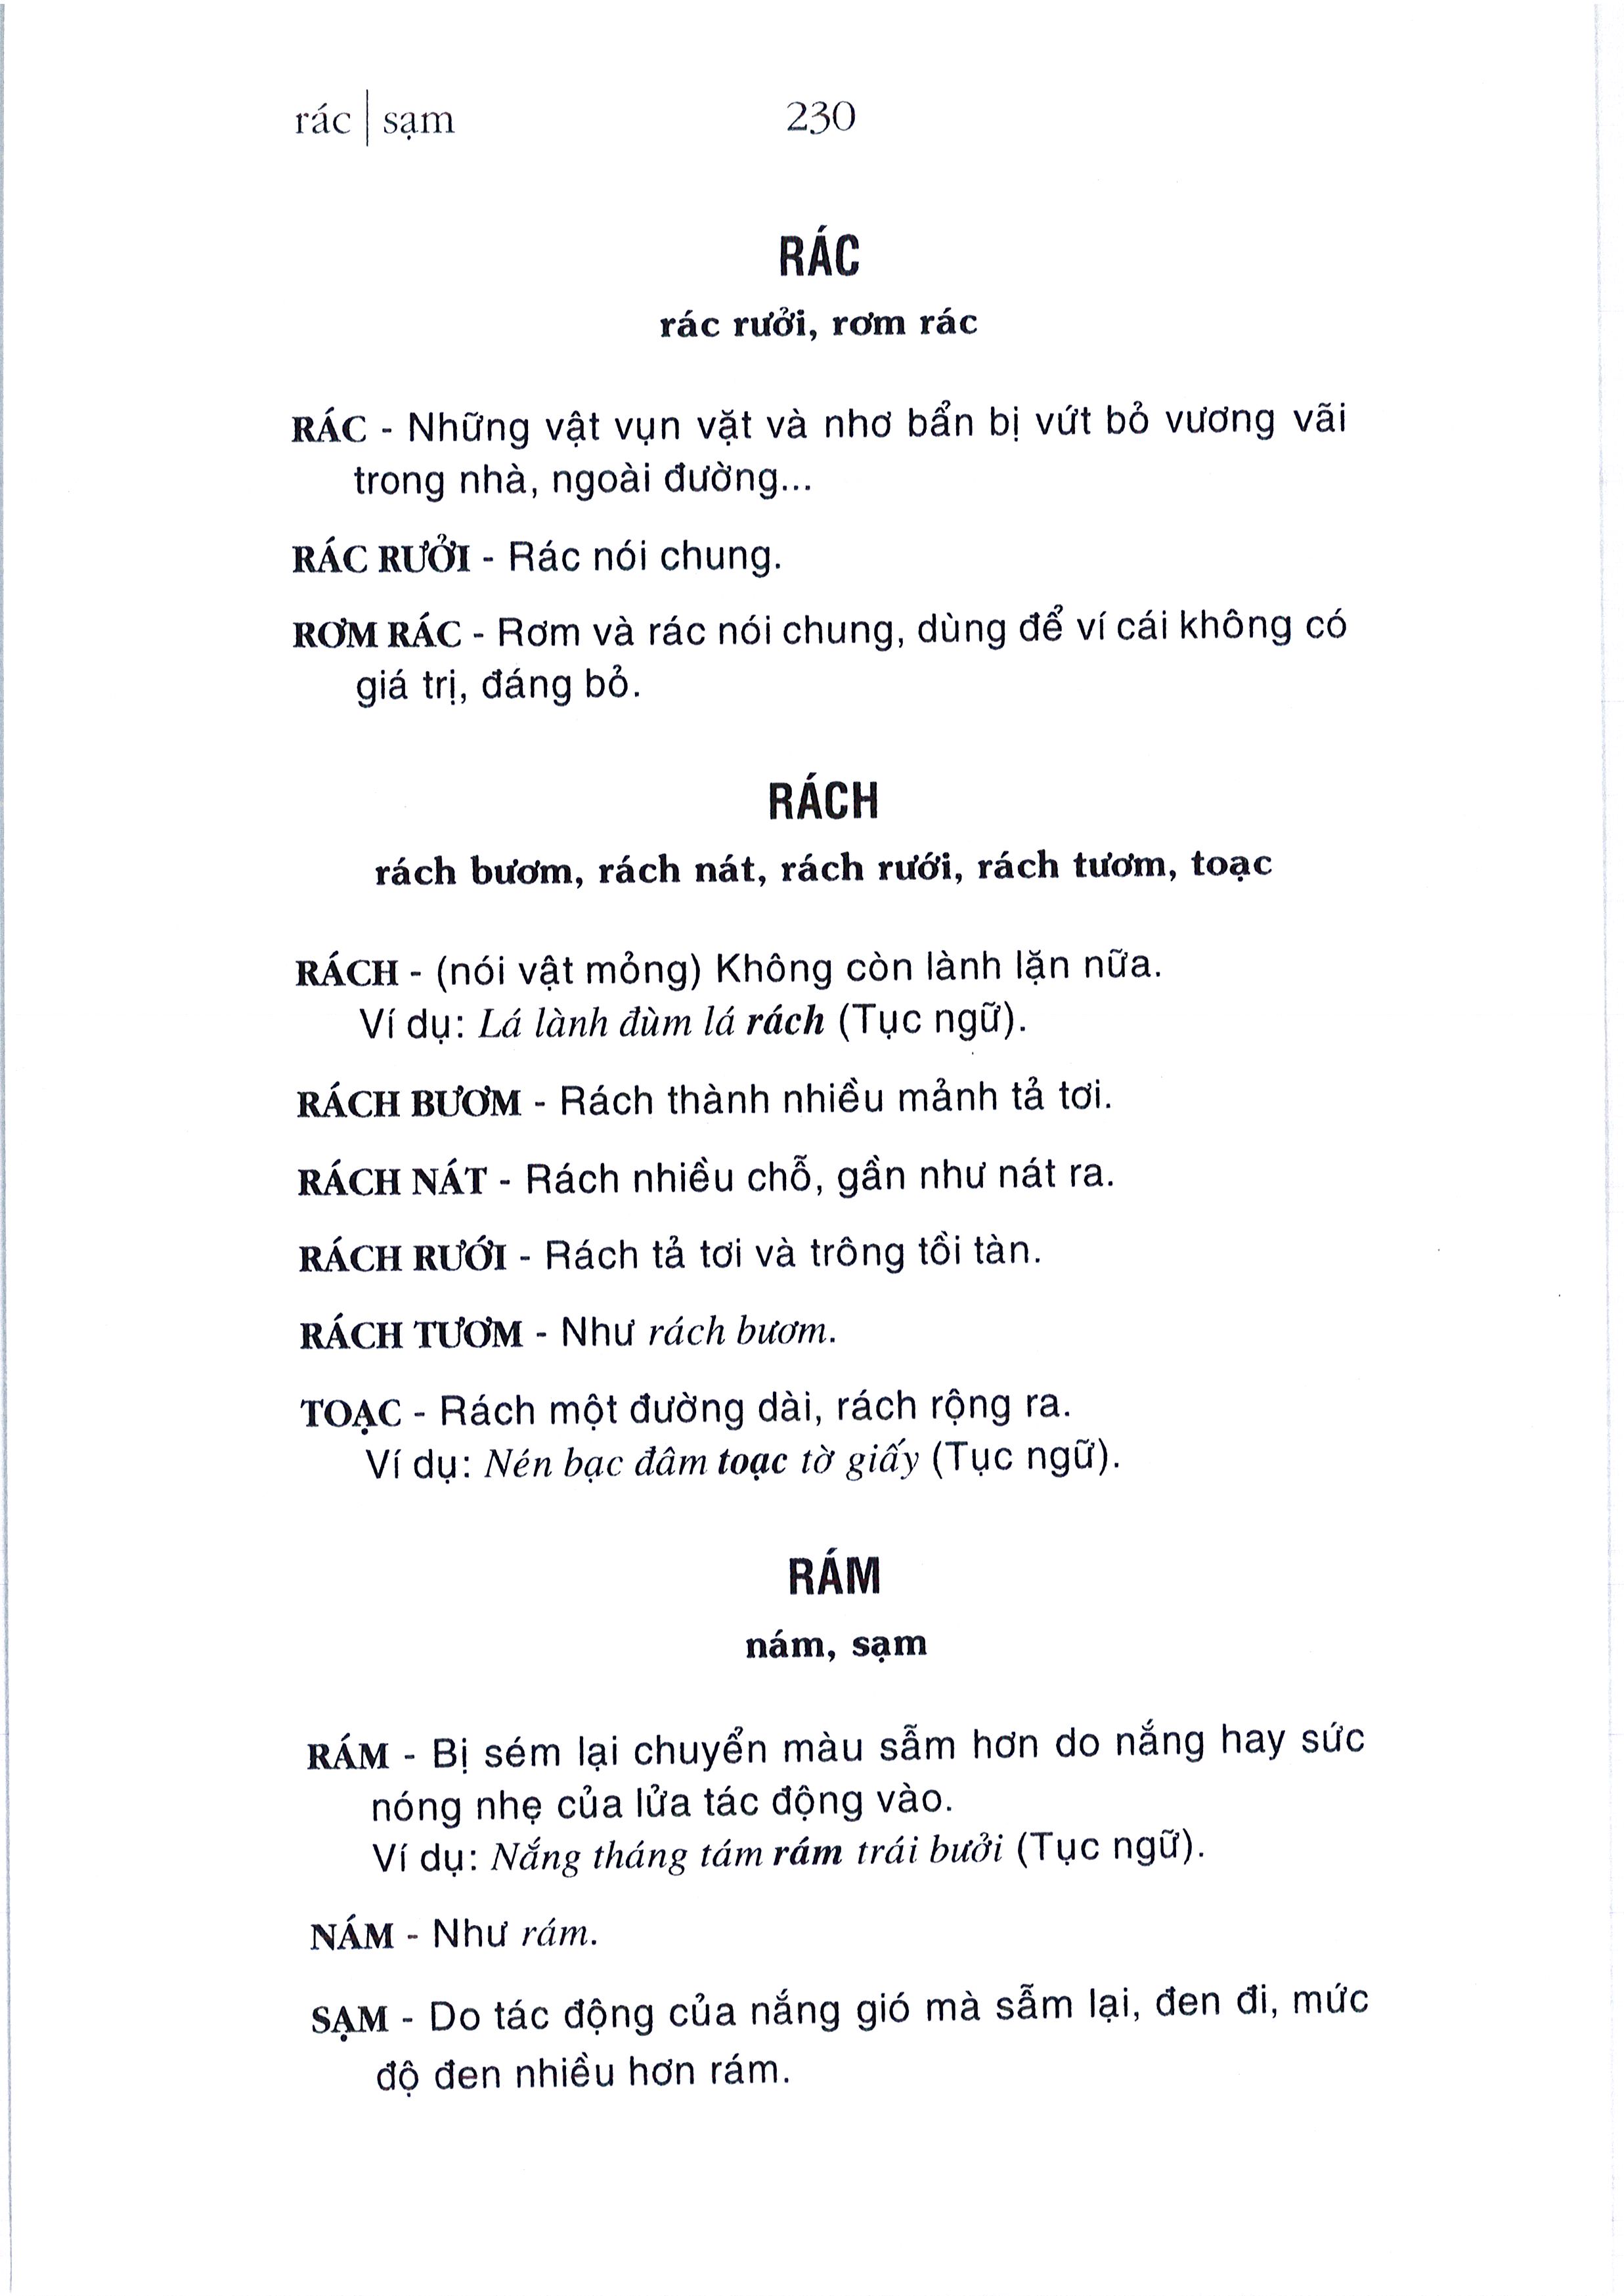 rác | sạm 230
RÁC
rác rưởi, rơm rác
RÁC - Những vật vụn vặt và nhơ bẩn bị vứt bỏ vương vãi
trong nhà, ngoài đường...
RÁC RƯỞI - Rác nói chung.
RƠM RÁC - Rơm và rác nói chung, dùng để ví cái không có
giá trị, đáng bỏ.
RÁCH
rách bươm, rách nát, rách rưới, rách tươm, toạc
RÁCH - (nói vật mỏng) Không còn lành lặn nữa.
Ví dụ: Lá lành đùm lá rách (Tục ngữ).
RÁCH BƯƠM - Rách thành nhiều mảnh tả tơi.
RÁCH NÁT - Rách nhiều chỗ, gần như nát ra.
RÁCH RƯỚI - Rách tả tơi và trông tồi tàn.
RÁCH TƯƠM - Như rách bươm.
TOẠC - Rách một đường dài, rách rộng ra.
Ví dụ: Nén bạc đâm toạc tờ giấy (Tục ngữ).
RÁM
nám, sạm
RÁM - Bị sém lại chuyển màu sẫm hơn do nắng hay sức
nóng nhẹ của lửa tác động vào.
Ví dụ: Nắng tháng tám rám trái bưởi (Tục ngữ).
NÁM - Như rám.
SẠM - Do tác động của nắng gió mà sẫm lại, đen đi, mức
độ đen nhiều hơn rám.